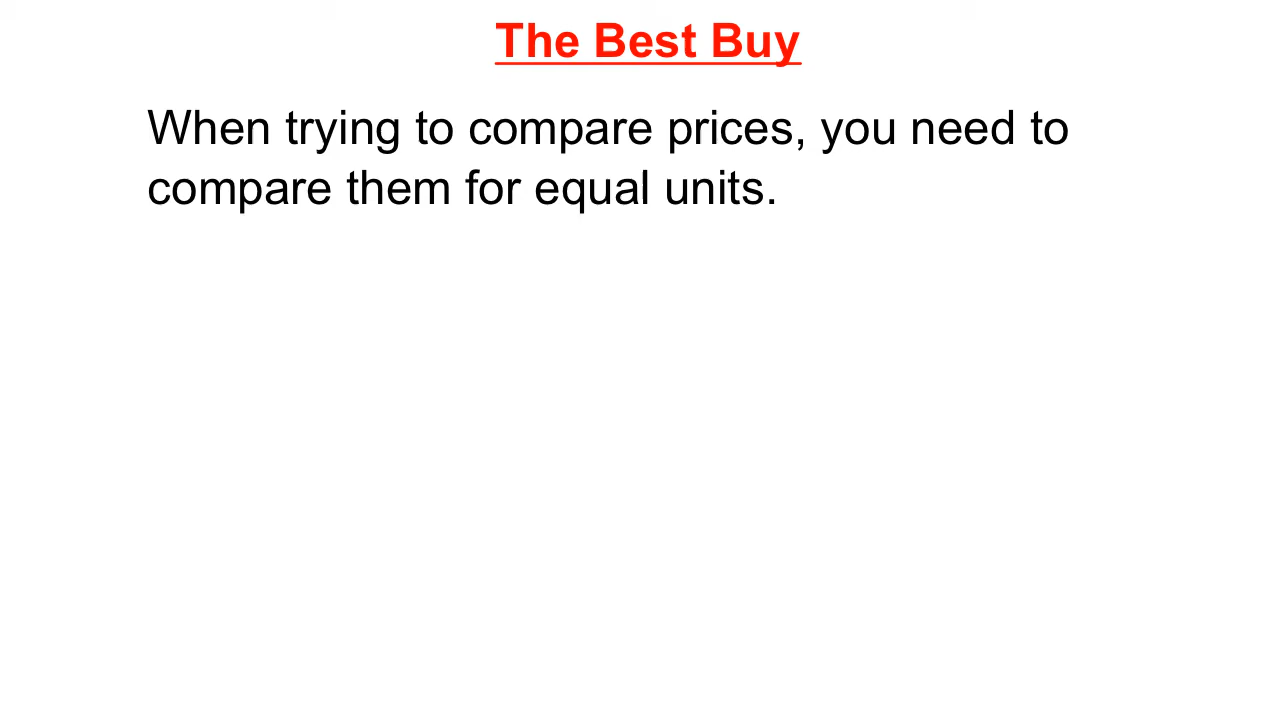 The Best Buy
When trying to compare prices, you need to
compare them for equal units.